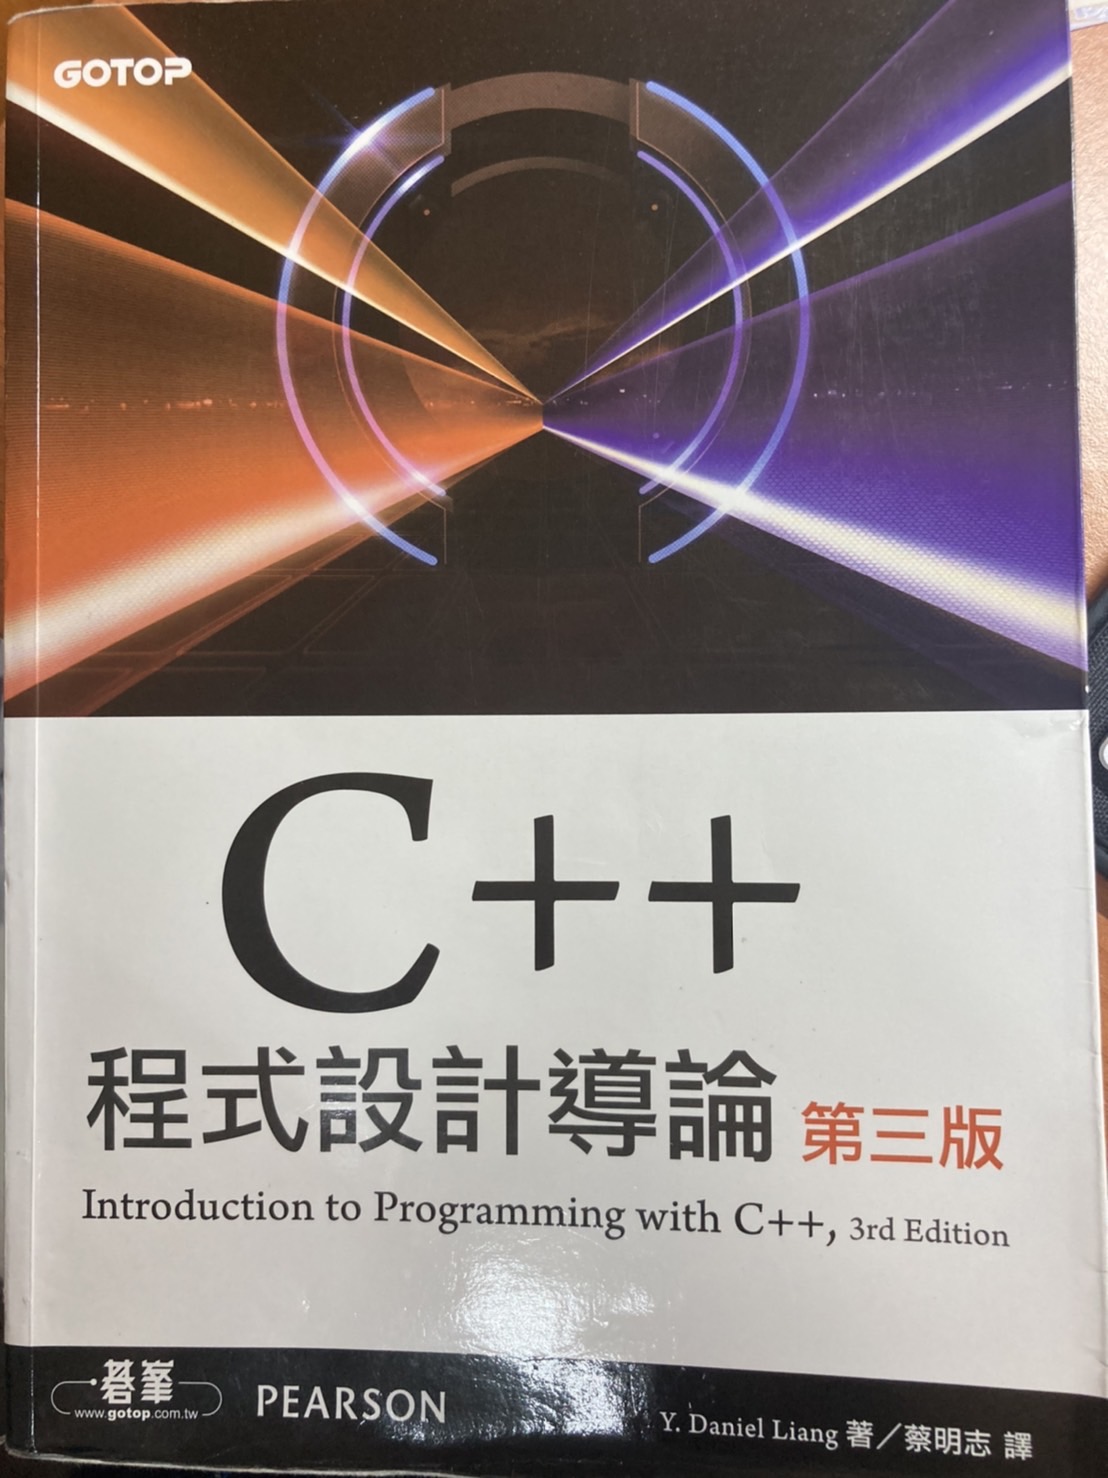 GOTOP
C++
程式設計導論 第三版
Introduction to Programming with C++, 3rd Edition
碁峯
www.gotop.com.tw
PEARSON
Y. Daniel Liang 著／蔡明志 譯